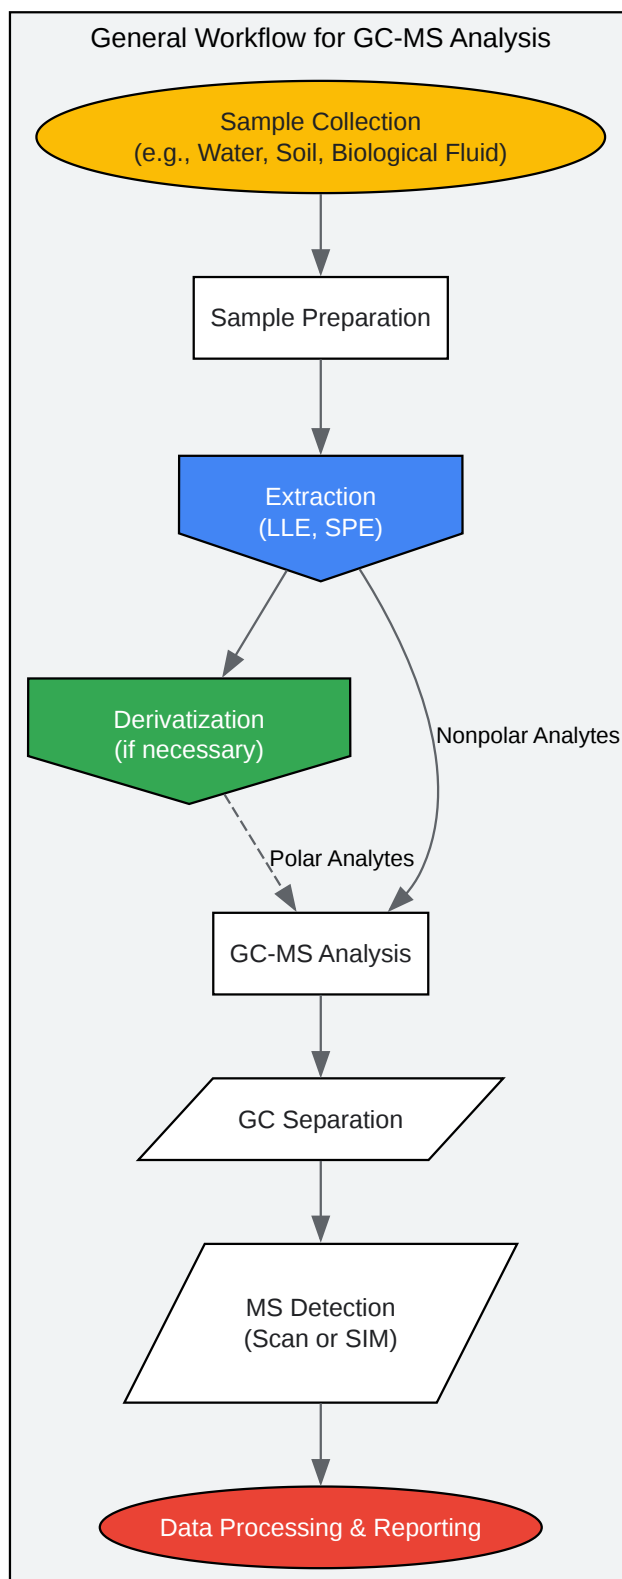 General Workflow for GC-MS Analysis
Sample Collection
(e.g., Water, Soil, Biological Fluid)
Sample Preparation
Extraction
(LLE, SPE)
Derivatization
(if necessary)
Nonpolar Analytes
Polar Analytes
GC-MS Analysis
GC Separation
MS Detection
(Scan or SIM)
Data Processing & Reporting